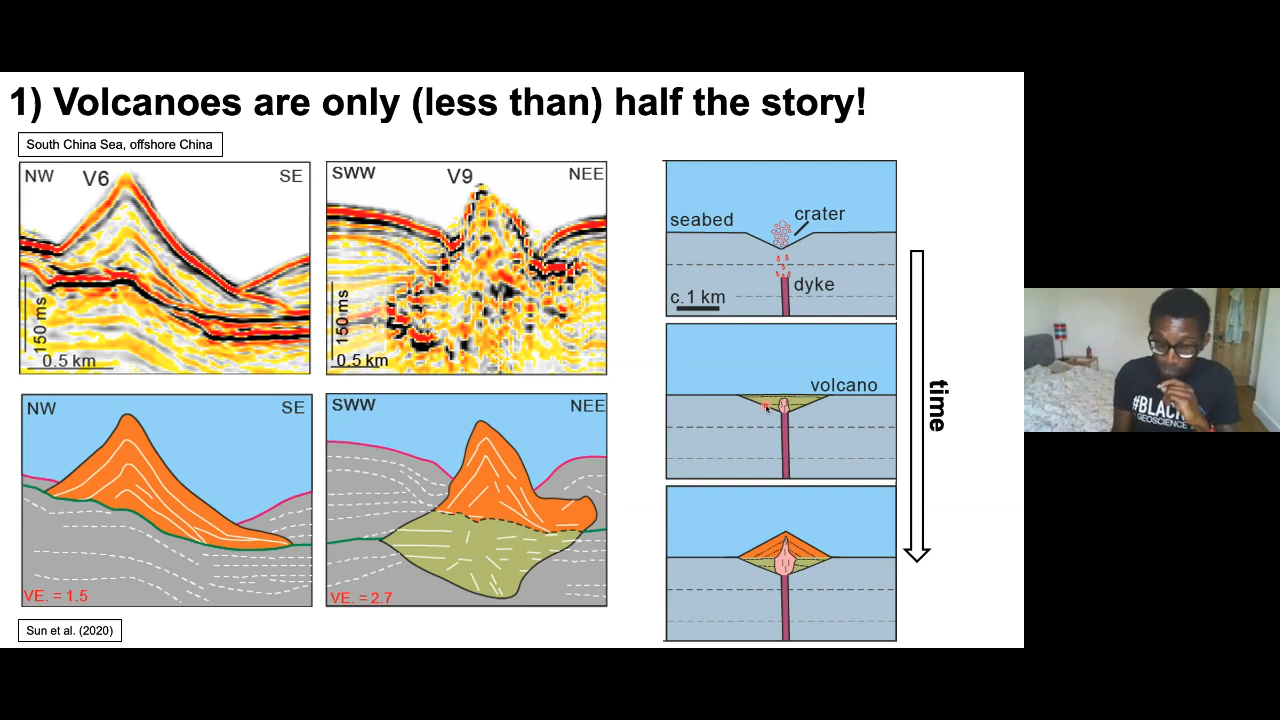 1) Volcanoes are only (less than) half the story!
South China Sea, offshore China
NW V6 SE
150 ms
0.5 km
SWW V9 NEE
150 ms
0.5 km
NW SE
VE. = 1.5
SWW NEE
VE. = 2.7
Sun et al. (2020)
seabed crater
dyke
c.1 km
volcano
time
#BLACK
GEOSCIENCE